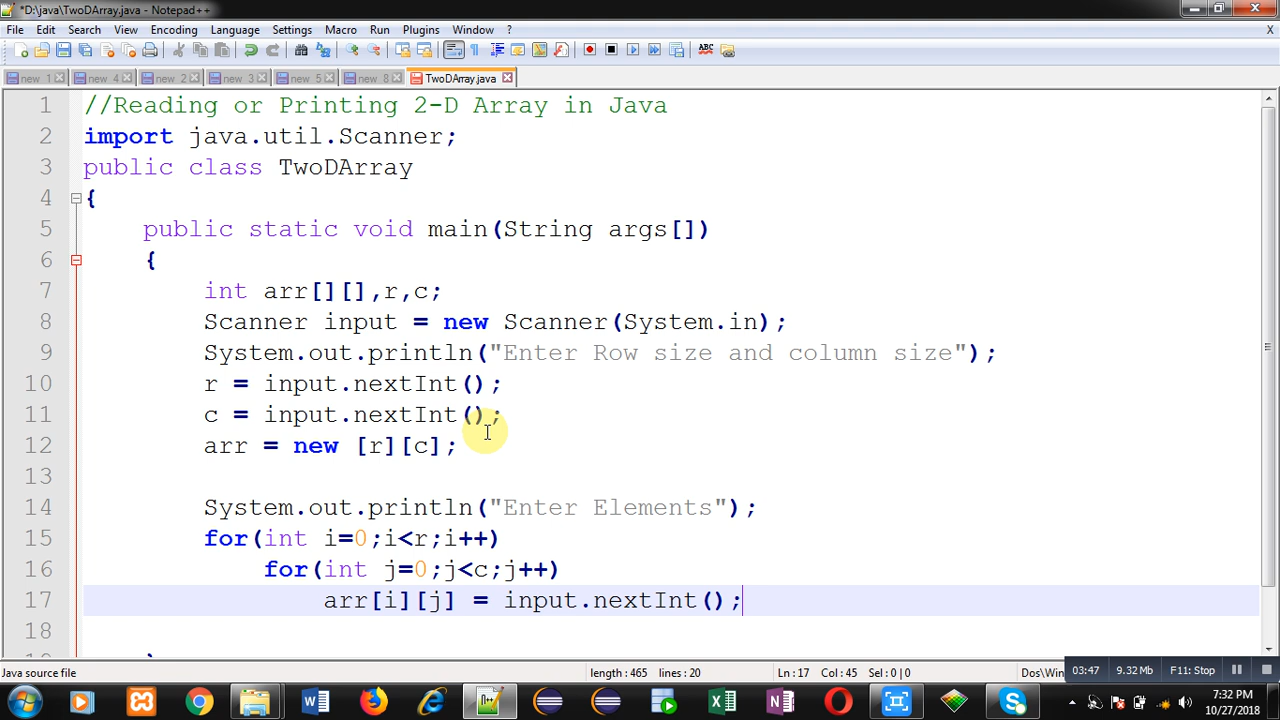 *D:\java\TwoDArray.java - Notepad++
File Edit Search View Encoding Language Settings Macro Run Plugins Window ? X
new 1 new 4 new 2 new 3 new 5 new 8 TwoDArray.java
1 //Reading or Printing 2-D Array in Java
2 import java.util.Scanner;
3 public class TwoDArray
4 {
5 public static void main(String args[])
6 {
7 int arr[][],r,c;
8 Scanner input = new Scanner(System.in);
9 System.out.println("Enter Row size and column size");
10 r = input.nextInt();
11 c = input.nextInt();
12 arr = new [r][c];
13
14 System.out.println("Enter Elements");
15 for(int i=0;i<r;i++)
16 for(int j=0;j<c;j++)
17 arr[i][j] = input.nextInt();
18
Java source file length : 465 lines : 20 Ln : 17 Col : 45 Sel : 0 | 0 Dos\Win 03:47 9.32 Mb F11: Stop
7:32 PM
10/27/2018